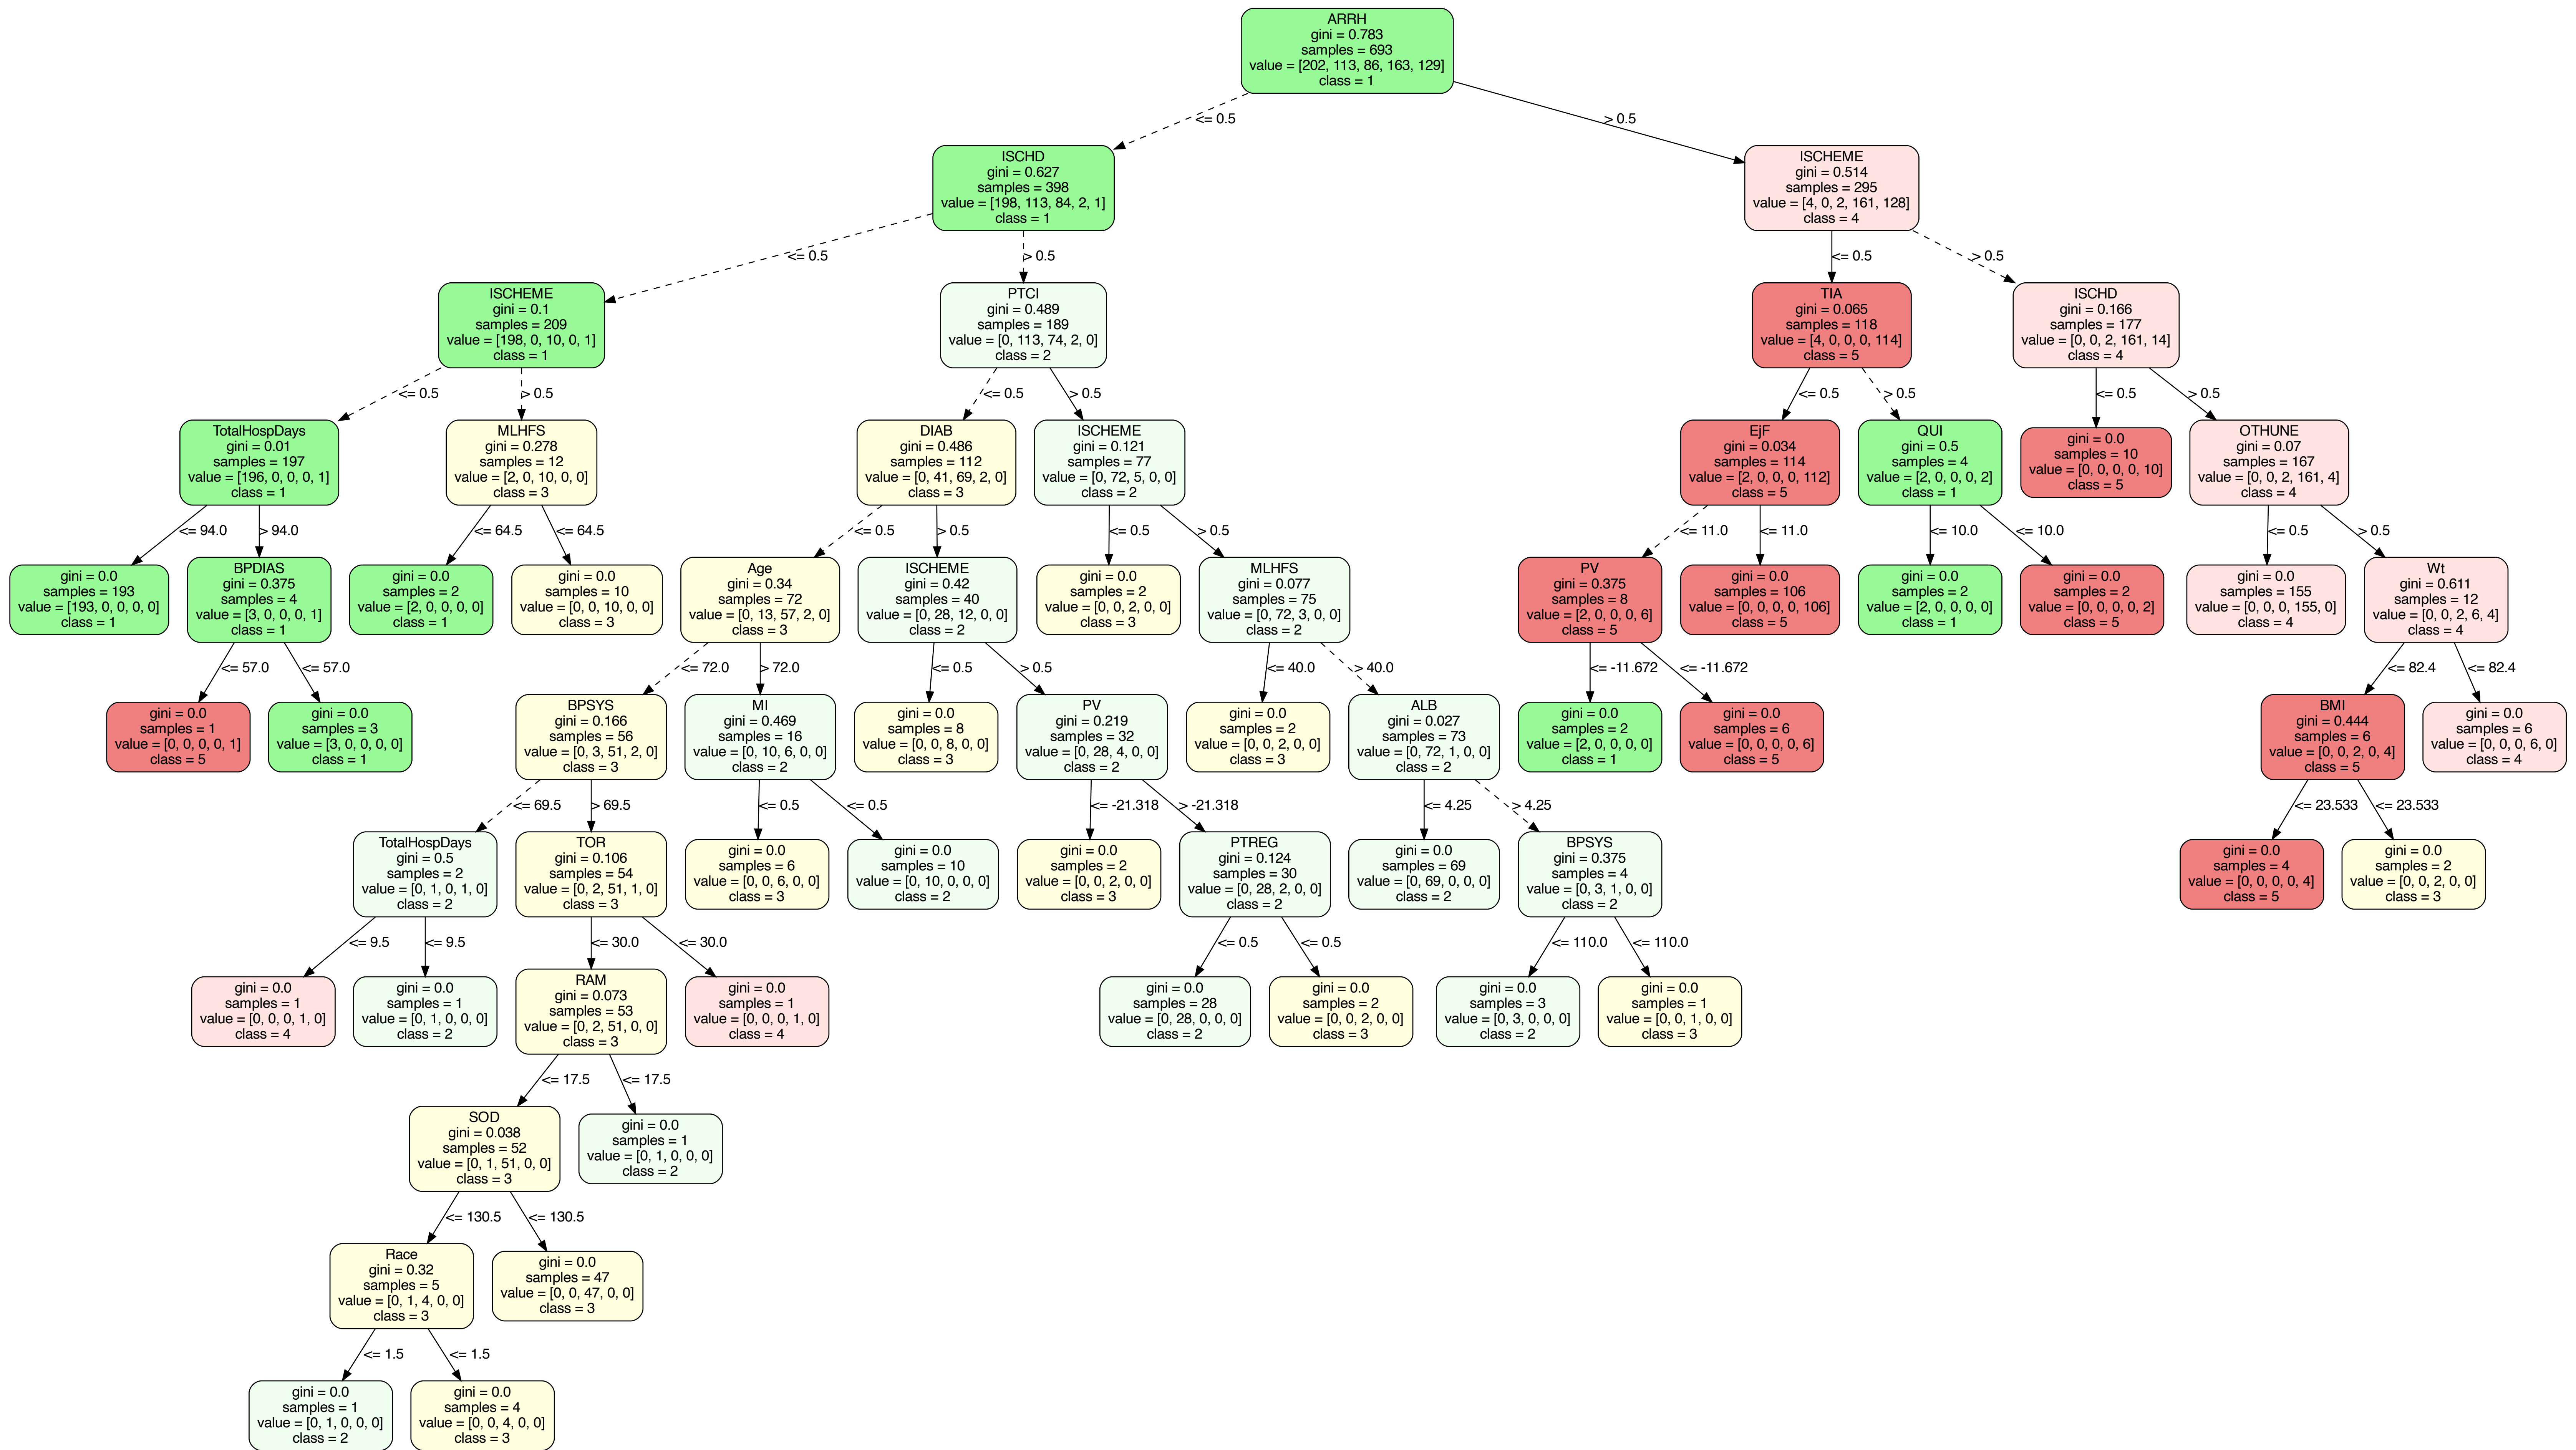 ARRH
gini = 0.783
samples = 693
value = [202, 113, 86, 163, 129]
class = 1
<= 0.5
> 0.5
ISCHD
gini = 0.627
samples = 398
value = [198, 113, 84, 2, 1]
class = 1
ISCHEME
gini = 0.514
samples = 295
value = [4, 0, 2, 161, 128]
class = 4
<= 0.5
> 0.5
<= 0.5
> 0.5
ISCHEME
gini = 0.1
samples = 209
value = [198, 0, 10, 0, 1]
class = 1
PTCI
gini = 0.489
samples = 189
value = [0, 113, 74, 2, 0]
class = 2
TIA
gini = 0.065
samples = 118
value = [4, 0, 0, 0, 114]
class = 5
ISCHD
gini = 0.166
samples = 177
value = [0, 0, 2, 161, 14]
class = 4
<= 0.5
> 0.5
<= 0.5
> 0.5
<= 0.5
> 0.5
<= 0.5
> 0.5
TotalHospDays
gini = 0.01
samples = 197
value = [196, 0, 0, 0, 1]
class = 1
MLHFS
gini = 0.278
samples = 12
value = [2, 0, 10, 0, 0]
class = 3
DIAB
gini = 0.486
samples = 112
value = [0, 41, 69, 2, 0]
class = 3
ISCHEME
gini = 0.121
samples = 77
value = [0, 72, 5, 0, 0]
class = 2
EjF
gini = 0.034
samples = 114
value = [2, 0, 0, 0, 112]
class = 5
QUI
gini = 0.5
samples = 4
value = [2, 0, 0, 0, 2]
class = 1
gini = 0.0
samples = 10
value = [0, 0, 0, 0, 10]
class = 5
OTHUNE
gini = 0.07
samples = 167
value = [0, 0, 2, 161, 4]
class = 4
<= 94.0
> 94.0
<= 64.5
<= 64.5
<= 0.5
> 0.5
<= 0.5
> 0.5
<= 11.0
<= 11.0
<= 10.0
<= 10.0
<= 0.5
> 0.5
gini = 0.0
samples = 193
value = [193, 0, 0, 0, 0]
class = 1
BPDIAS
gini = 0.375
samples = 4
value = [3, 0, 0, 0, 1]
class = 1
gini = 0.0
samples = 2
value = [2, 0, 0, 0, 0]
class = 1
gini = 0.0
samples = 10
value = [0, 0, 10, 0, 0]
class = 3
Age
gini = 0.34
samples = 72
value = [0, 13, 57, 2, 0]
class = 3
ISCHEME
gini = 0.42
samples = 40
value = [0, 28, 12, 0, 0]
class = 2
gini = 0.0
samples = 2
value = [0, 0, 2, 0, 0]
class = 3
MLHFS
gini = 0.077
samples = 75
value = [0, 72, 3, 0, 0]
class = 2
PV
gini = 0.375
samples = 8
value = [2, 0, 0, 0, 6]
class = 5
gini = 0.0
samples = 106
value = [0, 0, 0, 0, 106]
class = 5
gini = 0.0
samples = 2
value = [2, 0, 0, 0, 0]
class = 1
gini = 0.0
samples = 2
value = [0, 0, 0, 0, 2]
class = 5
gini = 0.0
samples = 155
value = [0, 0, 0, 155, 0]
class = 4
Wt
gini = 0.611
samples = 12
value = [0, 0, 2, 6, 4]
class = 4
<= 57.0
<= 57.0
<= 72.0
> 72.0
<= 0.5
> 0.5
<= 40.0
> 40.0
<= -11.672
<= -11.672
<= 82.4
<= 82.4
gini = 0.0
samples = 1
value = [0, 0, 0, 0, 1]
class = 5
gini = 0.0
samples = 3
value = [3, 0, 0, 0, 0]
class = 1
BPSYS
gini = 0.166
samples = 56
value = [0, 3, 51, 2, 0]
class = 3
MI
gini = 0.469
samples = 16
value = [0, 10, 6, 0, 0]
class = 2
gini = 0.0
samples = 8
value = [0, 0, 8, 0, 0]
class = 3
PV
gini = 0.219
samples = 32
value = [0, 28, 4, 0, 0]
class = 2
gini = 0.0
samples = 2
value = [0, 0, 2, 0, 0]
class = 3
ALB
gini = 0.027
samples = 73
value = [0, 72, 1, 0, 0]
class = 2
gini = 0.0
samples = 2
value = [2, 0, 0, 0, 0]
class = 1
gini = 0.0
samples = 6
value = [0, 0, 0, 0, 6]
class = 5
BMI
gini = 0.444
samples = 6
value = [0, 0, 2, 0, 4]
class = 5
gini = 0.0
samples = 6
value = [0, 0, 0, 6, 0]
class = 4
<= 69.5
> 69.5
<= 0.5
<= 0.5
<= -21.318
> -21.318
<= 4.25
> 4.25
<= 23.533
<= 23.533
TotalHospDays
gini = 0.5
samples = 2
value = [0, 1, 0, 1, 0]
class = 2
TOR
gini = 0.106
samples = 54
value = [0, 2, 51, 1, 0]
class = 3
gini = 0.0
samples = 6
value = [0, 0, 6, 0, 0]
class = 3
gini = 0.0
samples = 10
value = [0, 10, 0, 0, 0]
class = 2
gini = 0.0
samples = 2
value = [0, 0, 2, 0, 0]
class = 3
PTREG
gini = 0.124
samples = 30
value = [0, 28, 2, 0, 0]
class = 2
gini = 0.0
samples = 69
value = [0, 69, 0, 0, 0]
class = 2
BPSYS
gini = 0.375
samples = 4
value = [0, 3, 1, 0, 0]
class = 2
gini = 0.0
samples = 4
value = [0, 0, 0, 0, 4]
class = 5
gini = 0.0
samples = 2
value = [0, 0, 2, 0, 0]
class = 3
<= 9.5
<= 9.5
<= 30.0
<= 30.0
<= 0.5
<= 0.5
<= 110.0
<= 110.0
gini = 0.0
samples = 1
value = [0, 0, 0, 1, 0]
class = 4
gini = 0.0
samples = 1
value = [0, 1, 0, 0, 0]
class = 2
RAM
gini = 0.073
samples = 53
value = [0, 2, 51, 0, 0]
class = 3
gini = 0.0
samples = 1
value = [0, 0, 0, 1, 0]
class = 4
gini = 0.0
samples = 28
value = [0, 28, 0, 0, 0]
class = 2
gini = 0.0
samples = 2
value = [0, 0, 2, 0, 0]
class = 3
gini = 0.0
samples = 3
value = [0, 3, 0, 0, 0]
class = 2
gini = 0.0
samples = 1
value = [0, 0, 1, 0, 0]
class = 3
<= 17.5
<= 17.5
SOD
gini = 0.038
samples = 52
value = [0, 1, 51, 0, 0]
class = 3
gini = 0.0
samples = 1
value = [0, 1, 0, 0, 0]
class = 2
<= 130.5
<= 130.5
Race
gini = 0.32
samples = 5
value = [0, 1, 4, 0, 0]
class = 3
gini = 0.0
samples = 47
value = [0, 0, 47, 0, 0]
class = 3
<= 1.5
<= 1.5
gini = 0.0
samples = 1
value = [0, 1, 0, 0, 0]
class = 2
gini = 0.0
samples = 4
value = [0, 0, 4, 0, 0]
class = 3